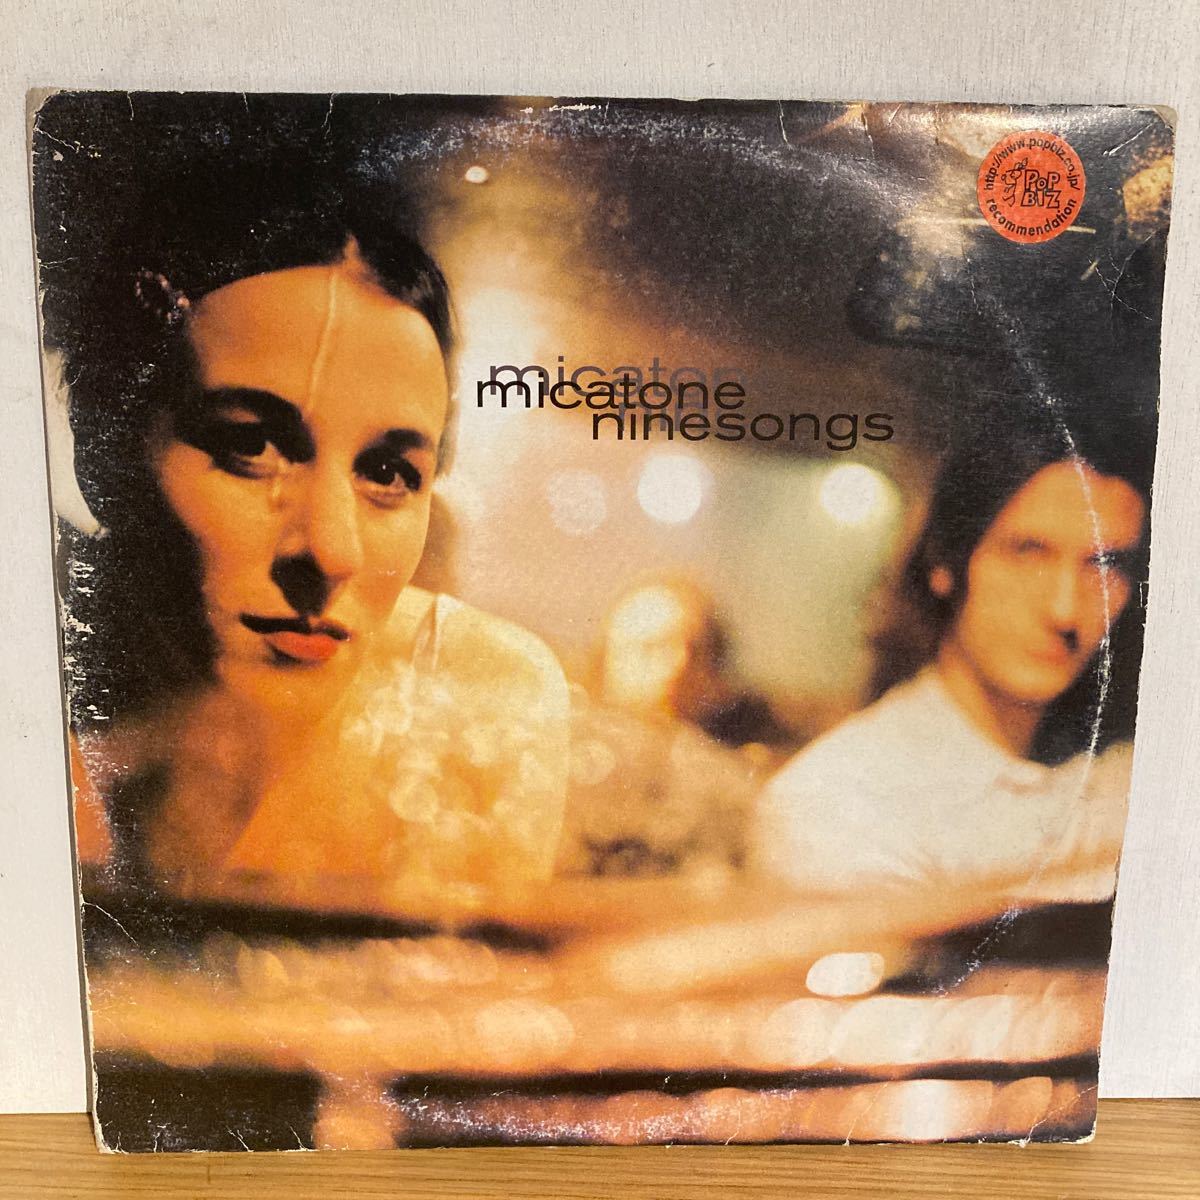 micatone
micatone
ninesongs
http://www.popbiz.co.jp/
PoP
BIZ
recommendation